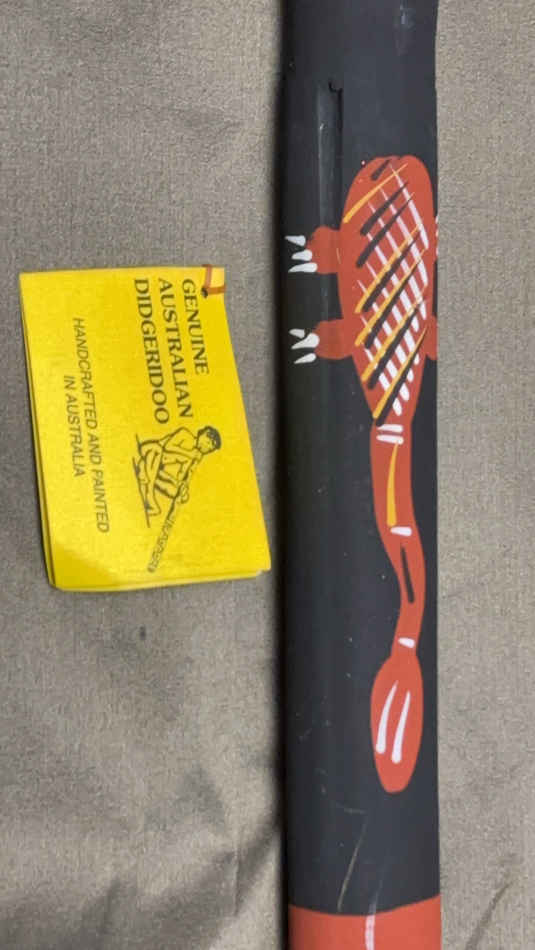 GENUINE
AUSTRALIAN
DIDGERIDOO
HANDCRAFTED AND PAINTED
IN AUSTRALIA